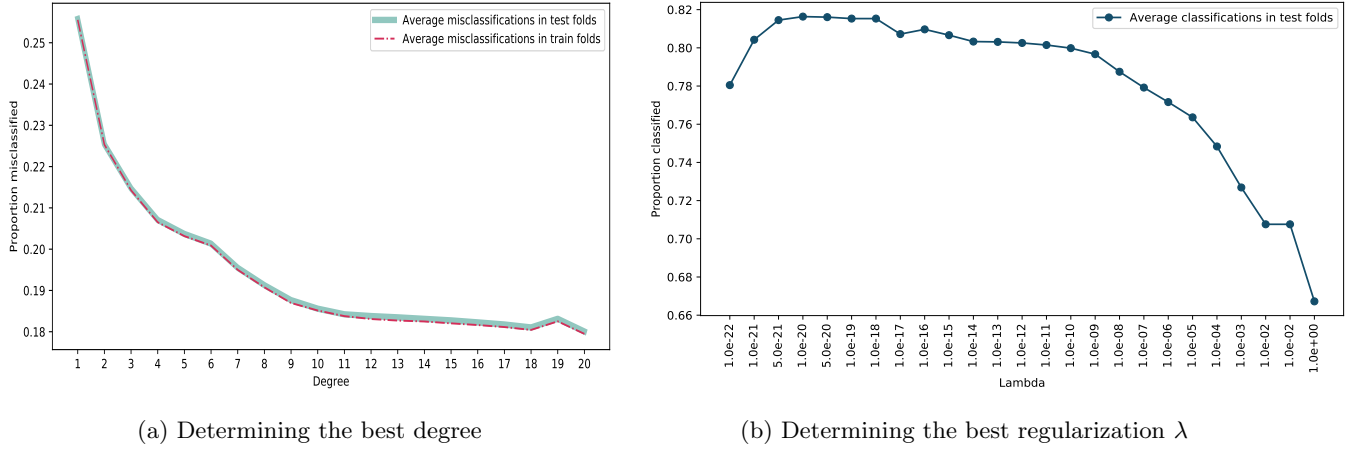 Average misclassifications in test folds
Average misclassifications in train folds
0.25
0.24
0.23
0.22
0.21
0.20
0.19
0.18
Proportion misclassified
1 2 3 4 5 6 7 8 9 10 11 12 13 14 15 16 17 18 19 20
Degree
(a) Determining the best degree
Average classifications in test folds
0.82
0.80
0.78
0.76
0.74
0.72
0.70
0.68
0.66
Proportion classified
1.0e-22
1.0e-21
5.0e-21
1.0e-20
5.0e-20
1.0e-19
1.0e-18
1.0e-17
1.0e-16
1.0e-15
1.0e-14
1.0e-13
1.0e-12
1.0e-11
1.0e-10
1.0e-09
1.0e-08
1.0e-07
1.0e-06
1.0e-05
1.0e-04
1.0e-03
1.0e-02
1.0e-02
1.0e+00
Lambda
(b) Determining the best regularization λ